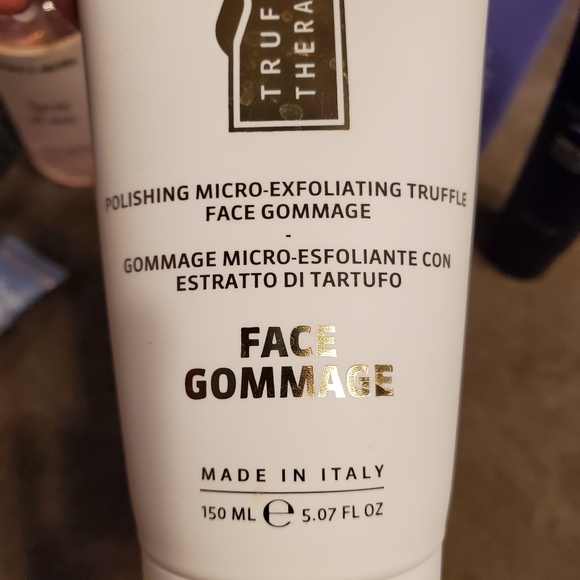 TRUF
THERA
POLISHING MICRO-EXFOLIATING TRUFFLE
FACE GOMMAGE
-
GOMMAGE MICRO-ESFOLIANTE CON
ESTRATTO DI TARTUFO
FACE
GOMMAGE
MADE IN ITALY
150 ML ℮ 5.07 FL OZ